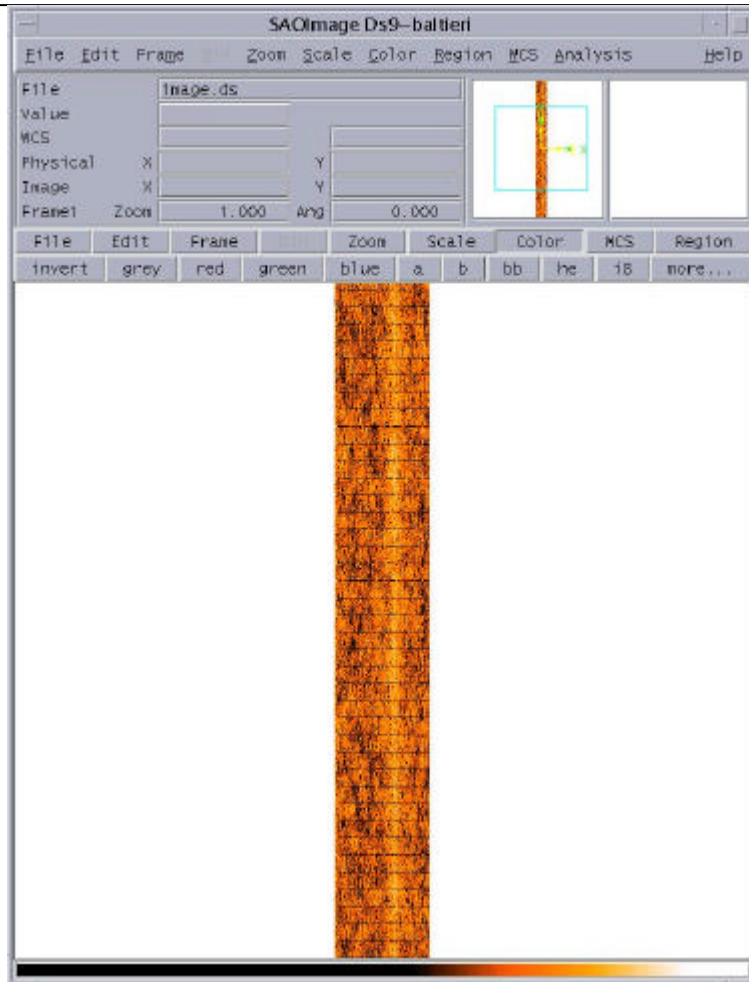 SAOImage Ds9-baltieri
File Edit Frame Zoom Scale Color Region WCS Analysis Help
File image.ds
Value
WCS
Physical X Y
Image X Y
Frame1 Zoom 1.000 Ang 0.000
File Edit Frame Zoom Scale Color WCS Region
invert grey red green blue a b bb he i8 more...